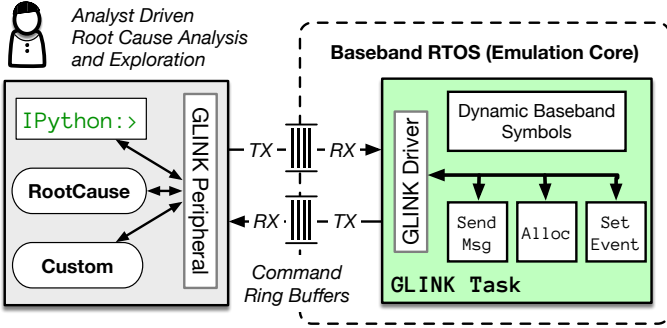 Analyst Driven
Root Cause Analysis
and Exploration
Baseband RTOS (Emulation Core)
IPython:>
RootCause
Custom
GLINK Peripheral
TX
RX
RX
TX
Command
Ring Buffers
GLINK Driver
Dynamic Baseband
Symbols
Send
Msg
Alloc
Set
Event
GLINK Task